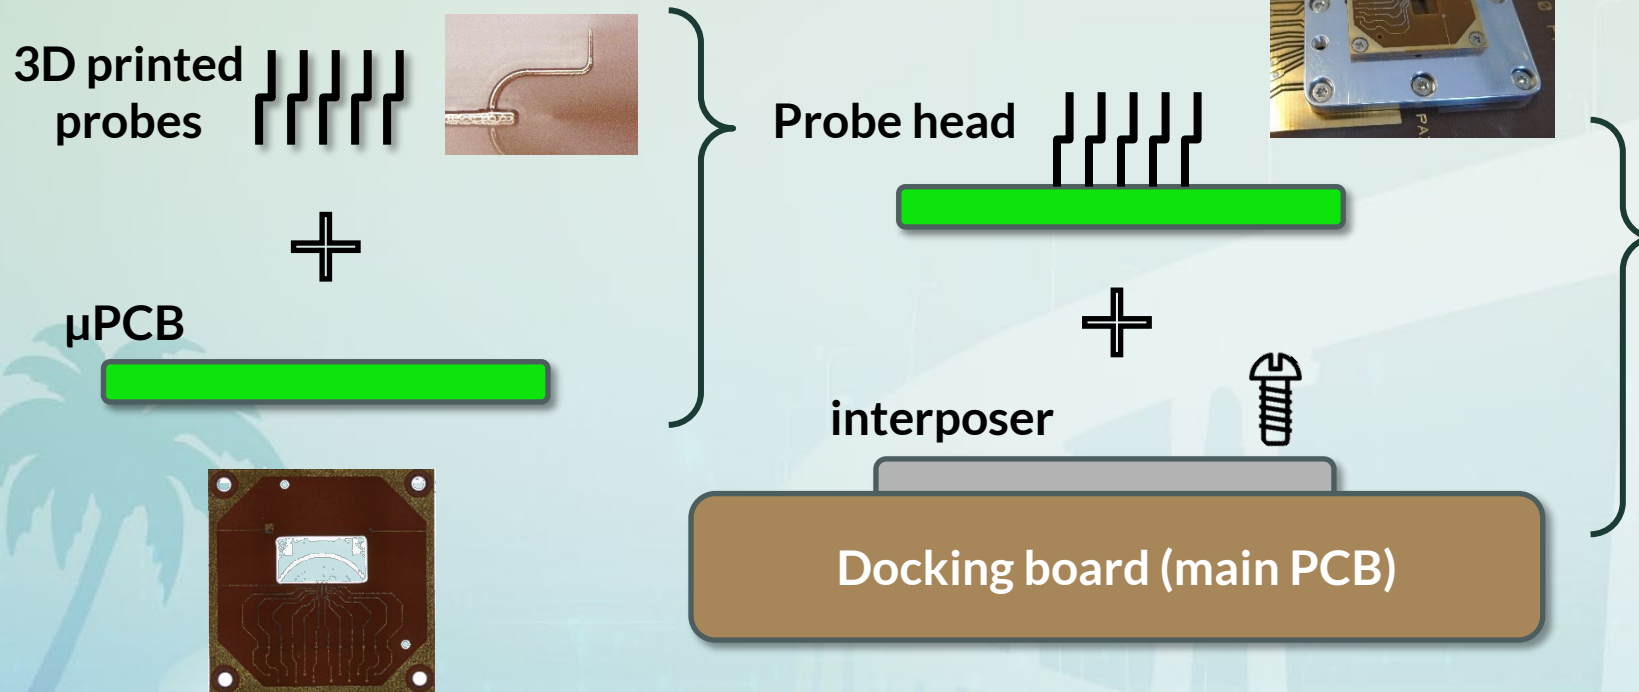 3D printed
probes
µPCB
Probe head
interposer
Docking board (main PCB)